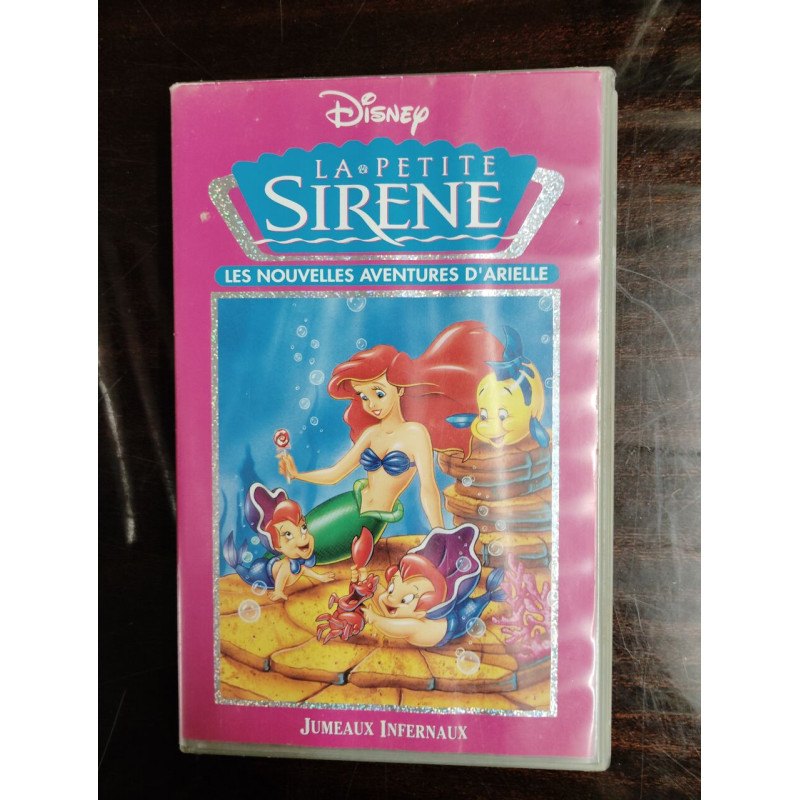 Disney
LA PETITE
SIRENE
LES NOUVELLES AVENTURES D'ARIELLE
JUMEAUX INFERNAUX